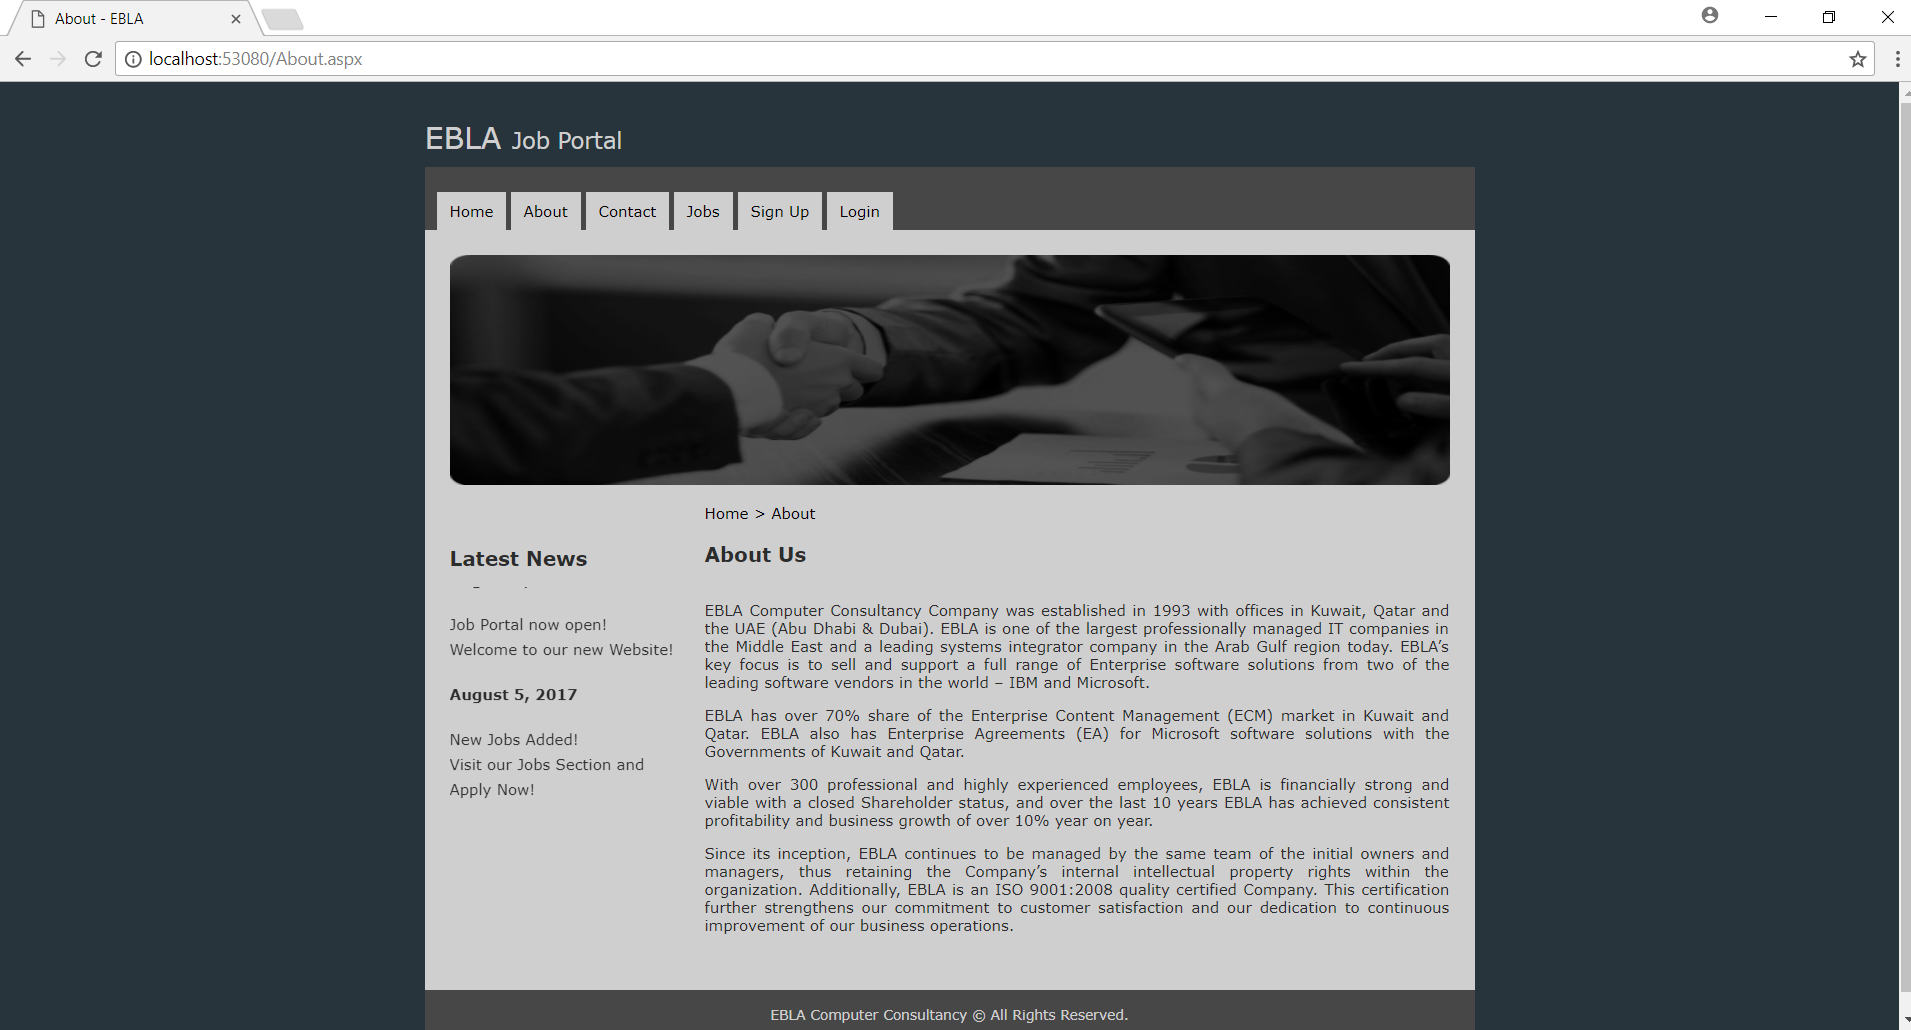 About - EBLA
localhost:53080/About.aspx
EBLA Job Portal
Home About Contact Jobs Sign Up Login
Home > About
Latest News
Job Portal now open!
Welcome to our new Website!
August 5, 2017
New Jobs Added!
Visit our Jobs Section and
Apply Now!
About Us
EBLA Computer Consultancy Company was established in 1993 with offices in Kuwait, Qatar and
the UAE (Abu Dhabi & Dubai). EBLA is one of the largest professionally managed IT companies in
the Middle East and a leading systems integrator company in the Arab Gulf region today. EBLA’s
key focus is to sell and support a full range of Enterprise software solutions from two of the
leading software vendors in the world – IBM and Microsoft.
EBLA has over 70% share of the Enterprise Content Management (ECM) market in Kuwait and
Qatar. EBLA also has Enterprise Agreements (EA) for Microsoft software solutions with the
Governments of Kuwait and Qatar.
With over 300 professional and highly experienced employees, EBLA is financially strong and
viable with a closed Shareholder status, and over the last 10 years EBLA has achieved consistent
profitability and business growth of over 10% year on year.
Since its inception, EBLA continues to be managed by the same team of the initial owners and
managers, thus retaining the Company’s internal intellectual property rights within the
organization. Additionally, EBLA is an ISO 9001:2008 quality certified Company. This certification
further strengthens our commitment to customer satisfaction and our dedication to continuous
improvement of our business operations.
EBLA Computer Consultancy © All Rights Reserved.